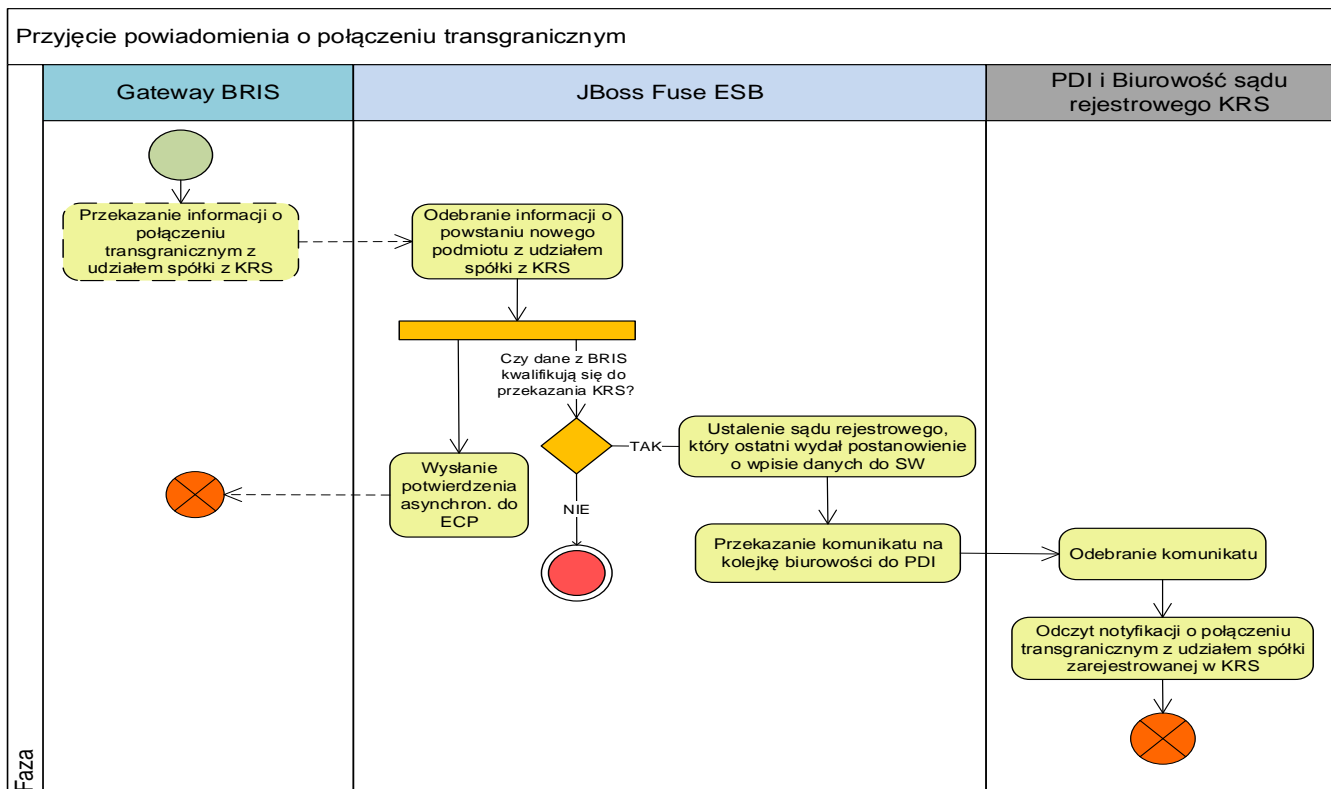 Przyjęcie powiadomienia o połączeniu transgranicznym
Gateway BRIS
JBoss Fuse ESB
PDI i Biurowość sądu
rejestrowego KRS
Przekazanie informacji o
połączeniu
transgranicznym z
udziałem spółki z KRS
Odebranie informacji o
powstaniu nowego
podmiotu z udziałem
spółki z KRS
Czy dane z BRIS
kwalifikują się do
przekazania KRS?
TAK
Ustalenie sądu rejestrowego,
który ostatni wydał postanowienie
o wpisie danych do SW
Wysłanie
potwierdzenia
asynchron. do
ECP
NIE
Przekazanie komunikatu na
kolejkę biurowości do PDI
Odebranie komunikatu
Odczyt notyfikacji o połączeniu
transgranicznym z udziałem spółki
zarejestrowanej w KRS
Faza